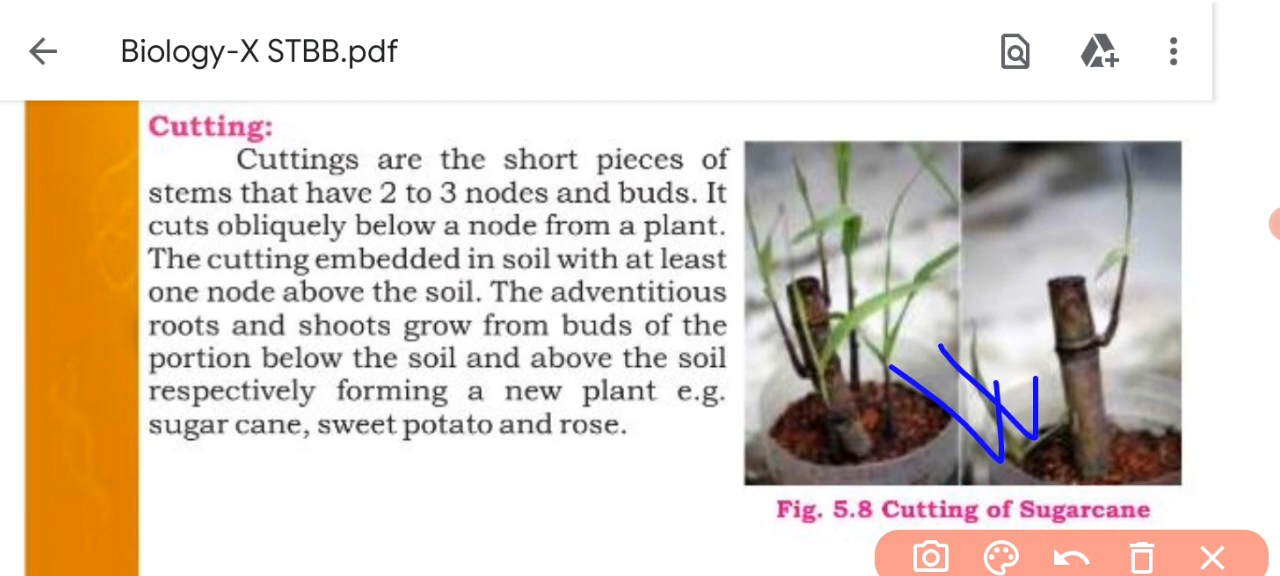 Biology-X STBB.pdf
Cutting:
Cuttings are the short pieces of
stems that have 2 to 3 nodes and buds. It
cuts obliquely below a node from a plant.
The cutting embedded in soil with at least
one node above the soil. The adventitious
roots and shoots grow from buds of the
portion below the soil and above the soil
respectively forming a new plant e.g.
sugar cane, sweet potato and rose.
Fig. 5.8 Cutting of Sugarcane